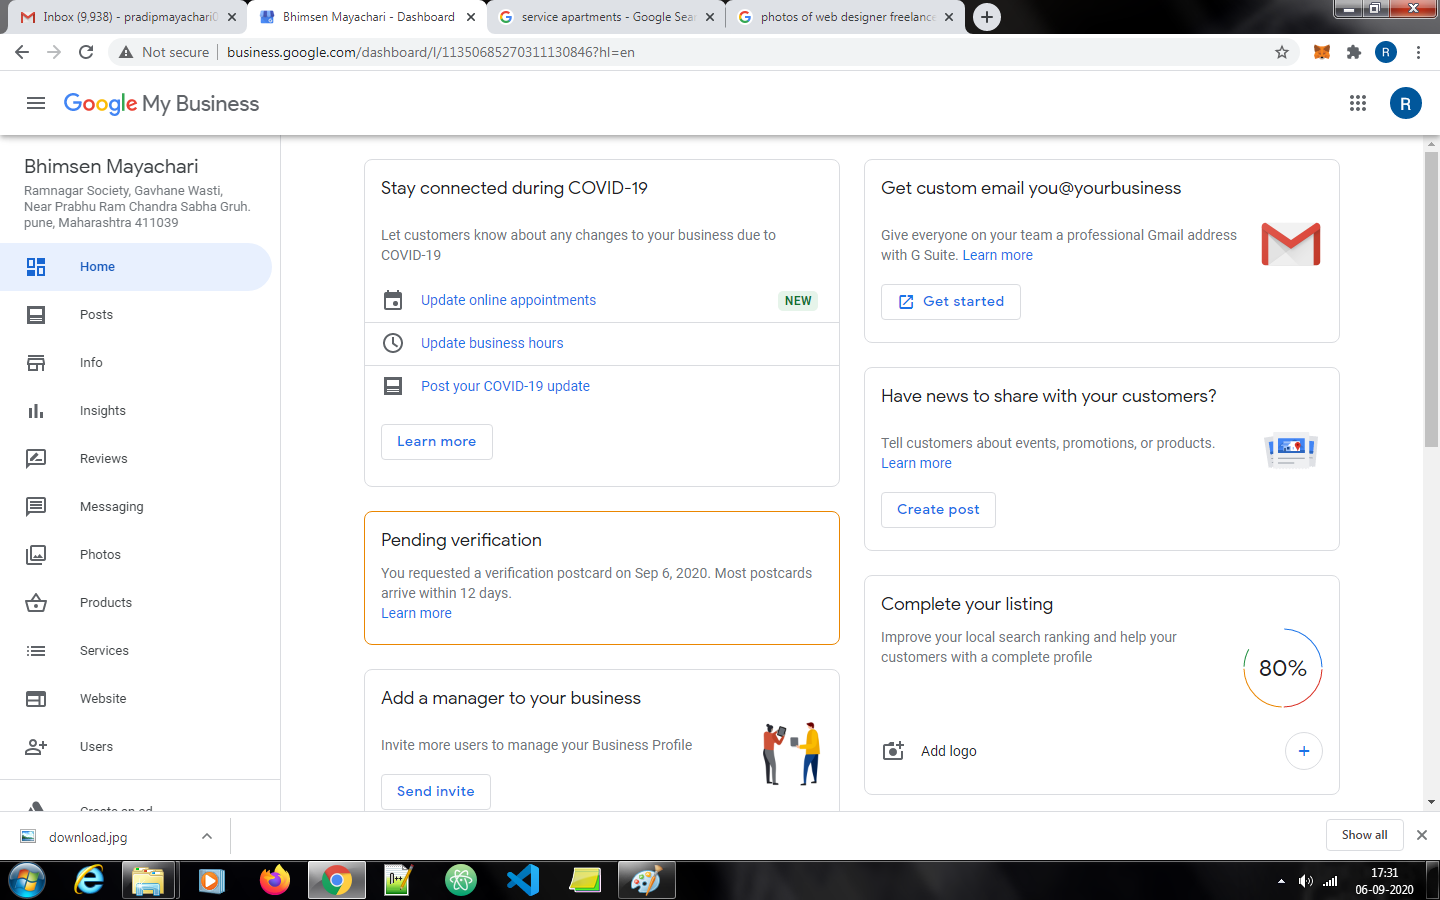 Inbox (9,938) - pradipmayachari0
Bhimsen Mayachari - Dashboard
service apartments - Google Sea
photos of web designer freelance
Not secure
business.google.com/dashboard/l/11350685270311130846?hl=en
R
Google My Business
R
Bhimsen Mayachari
Ramnagar Society, Gavhane Wasti,
Near Prabhu Ram Chandra Sabha Gruh.
pune, Maharashtra 411039
Home
Posts
Info
Insights
Reviews
Messaging
Photos
Products
Services
Website
Users
Create an ad
Stay connected during COVID-19
Let customers know about any changes to your business due to
COVID-19
Update online appointments
NEW
Update business hours
Post your COVID-19 update
Learn more
Pending verification
You requested a verification postcard on Sep 6, 2020. Most postcards
arrive within 12 days.
Learn more
Add a manager to your business
Invite more users to manage your Business Profile
Send invite
Get custom email you@yourbusiness
Give everyone on your team a professional Gmail address
with G Suite. Learn more
Get started
Have news to share with your customers?
Tell customers about events, promotions, or products.
Learn more
Create post
Complete your listing
Improve your local search ranking and help your
customers with a complete profile
80%
Add logo
download.jpg
Show all
17:31
06-09-2020